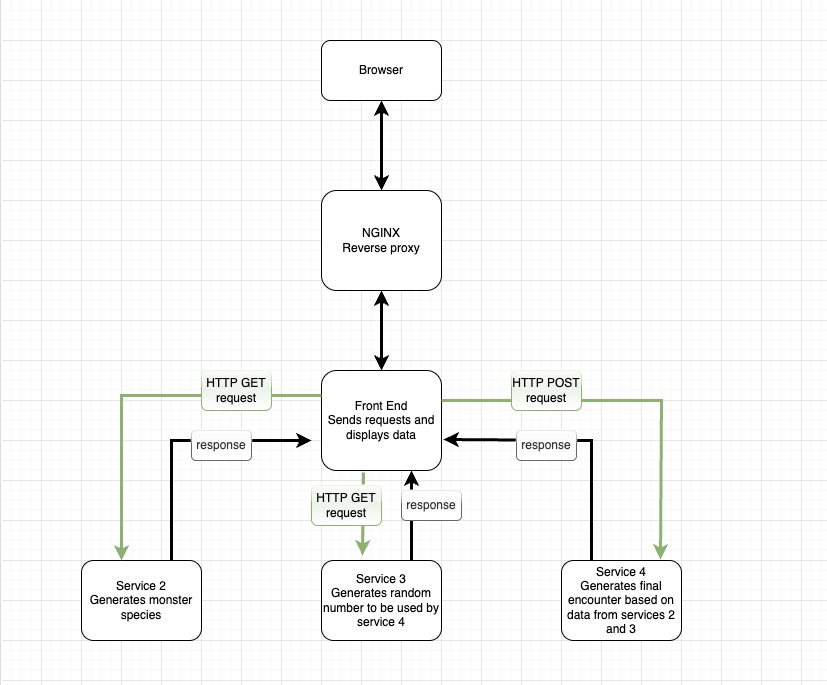 Browser
NGINX
Reverse proxy
HTTP GET
request
HTTP POST
request
Front End
Sends requests and
displays data
response
response
HTTP GET
request
response
Service 2
Generates monster
species
Service 3
Generates random
number to be used by
service 4
Service 4
Generates final
encounter based on
data from services 2
and 3